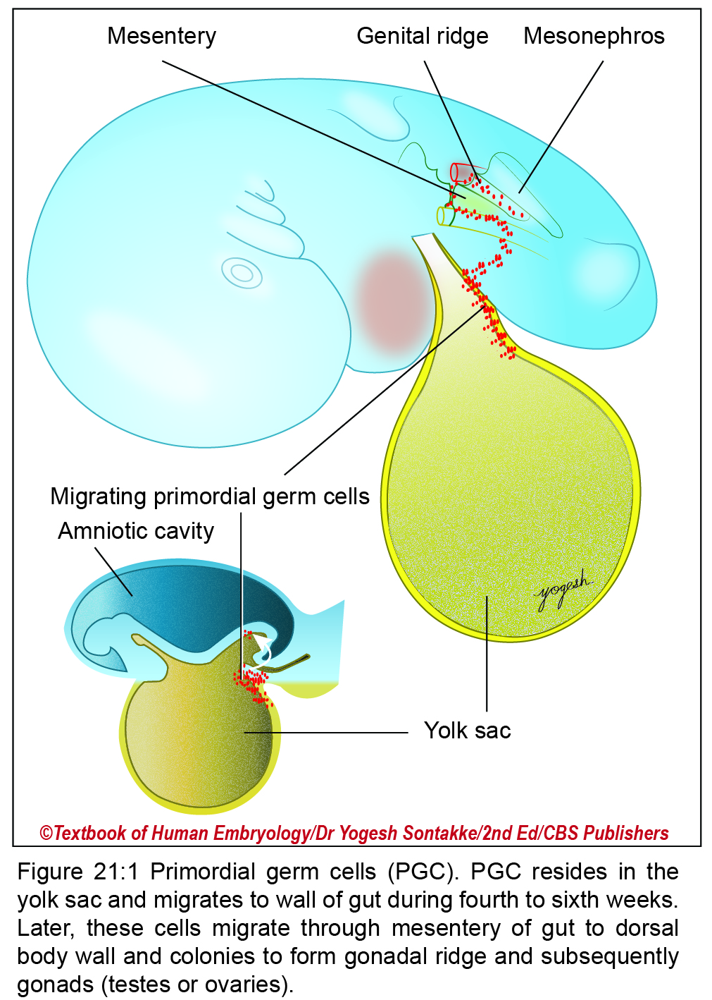 Mesentery
Genital ridge
Mesonephros
Migrating primordial germ cells
Amniotic cavity
yogesh
Yolk sac
©Textbook of Human Embryology/Dr Yogesh Sontakke/2nd Ed/CBS Publishers
Figure 21:1 Primordial germ cells (PGC). PGC resides in the
yolk sac and migrates to wall of gut during fourth to sixth weeks.
Later, these cells migrate through mesentery of gut to dorsal
body wall and colonies to form gonadal ridge and subsequently
gonads (testes or ovaries).